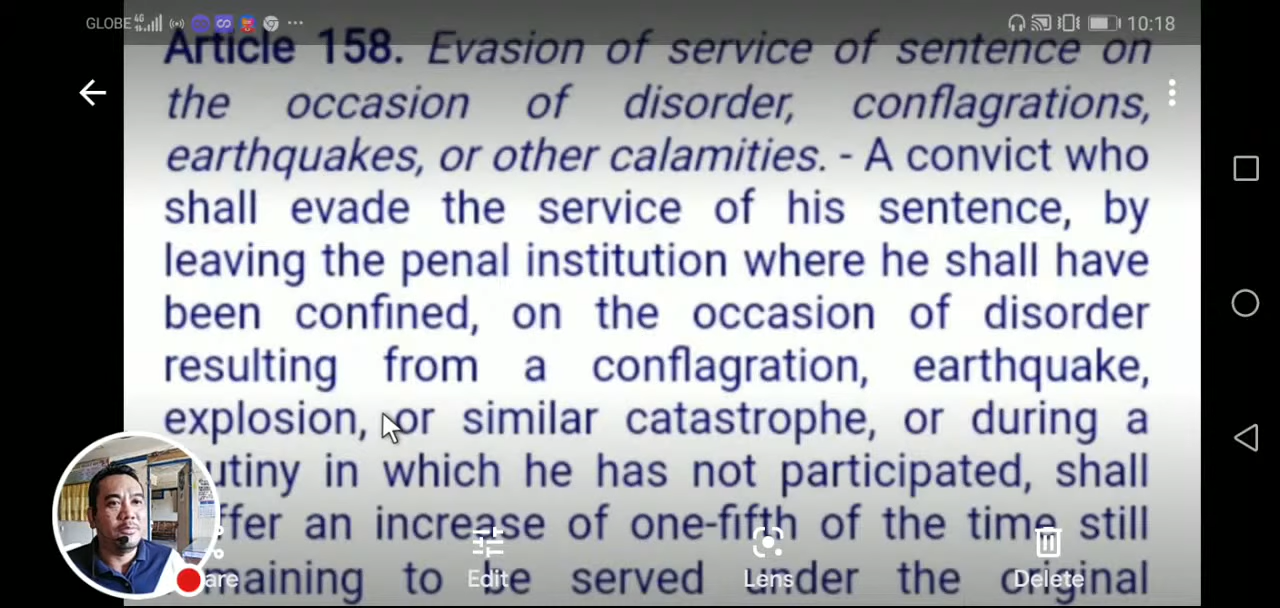 GLOBE 4G 10:18
Article 158. Evasion of service of sentence on
the occasion of disorder, conflagrations,
earthquakes, or other calamities. - A convict who
shall evade the service of his sentence, by
leaving the penal institution where he shall have
been confined, on the occasion of disorder
resulting from a conflagration, earthquake,
explosion, or similar catastrophe, or during a
utiny in which he has not participated, shall
ffer an increase of one-fifth of the time still
are Edit Lens Delete
maining to be served under the original